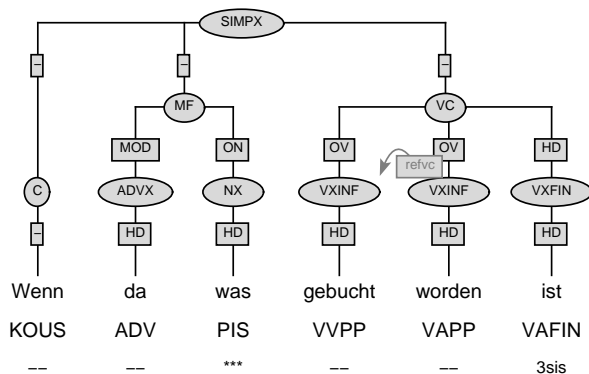 SIMPX
– – –
MF VC
MOD ON OV refvc OV HD
C ADVX NX VXINF VXINF VXFIN
– HD HD HD HD HD
Wenn da was gebucht worden ist
KOUS ADV PIS VVPP VAPP VAFIN
–– –– *** –– –– 3sis